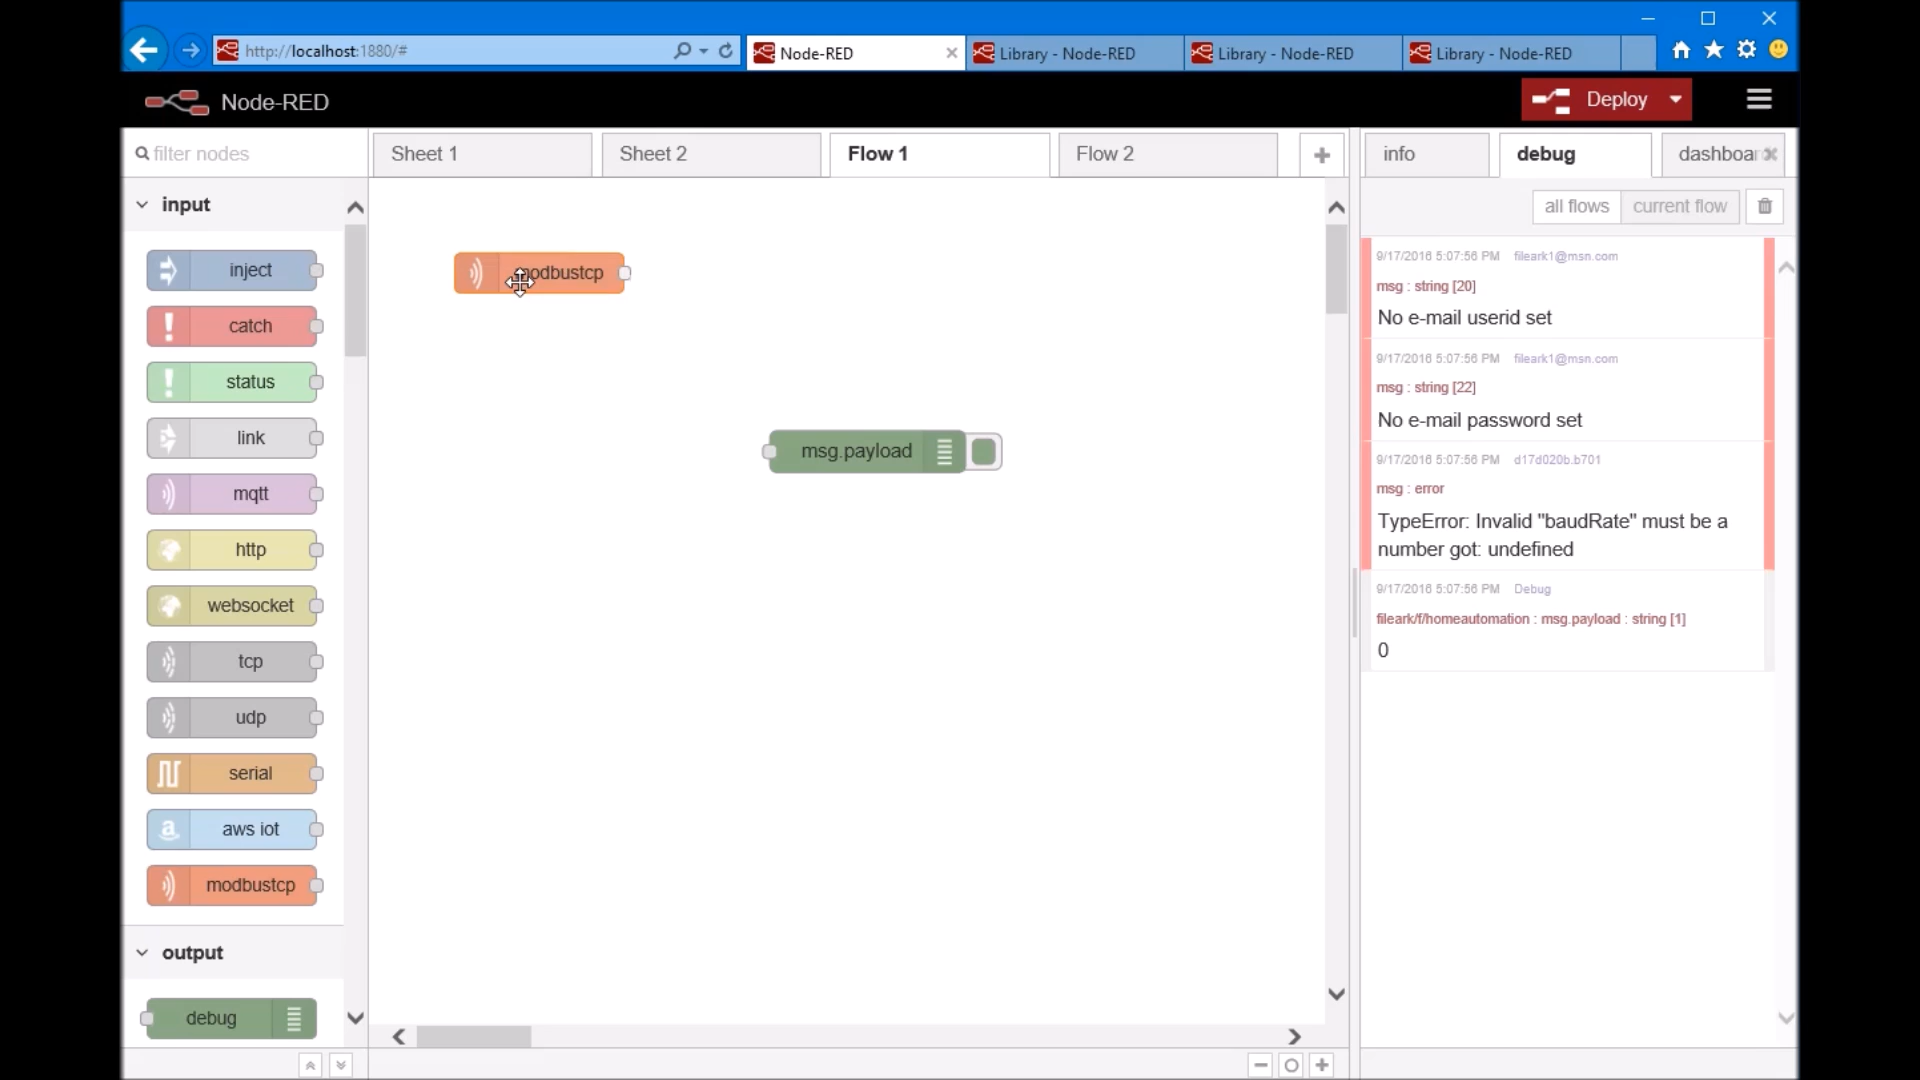 http://localhost:1880/#
Node-RED
Library - Node-RED
Library - Node-RED
Library - Node-RED
Node-RED
Deploy
filter nodes
Sheet 1
Sheet 2
Flow 1
Flow 2
info
debug
dashboar
all flows
current flow
input
inject
catch
status
link
mqtt
http
websocket
tcp
udp
serial
aws iot
modbustcp
output
debug
modbustcp
msg.payload
9/17/2016 5:07:56 PM fileark1@msn.com
msg : string [20]
No e-mail userid set
9/17/2016 5:07:56 PM fileark1@msn.com
msg : string [22]
No e-mail password set
9/17/2016 5:07:56 PM d17d020b.b701
msg : error
TypeError: Invalid "baudRate" must be a
number got: undefined
9/17/2016 5:07:56 PM Debug
fileark/f/homeautomation : msg.payload : string [1]
0